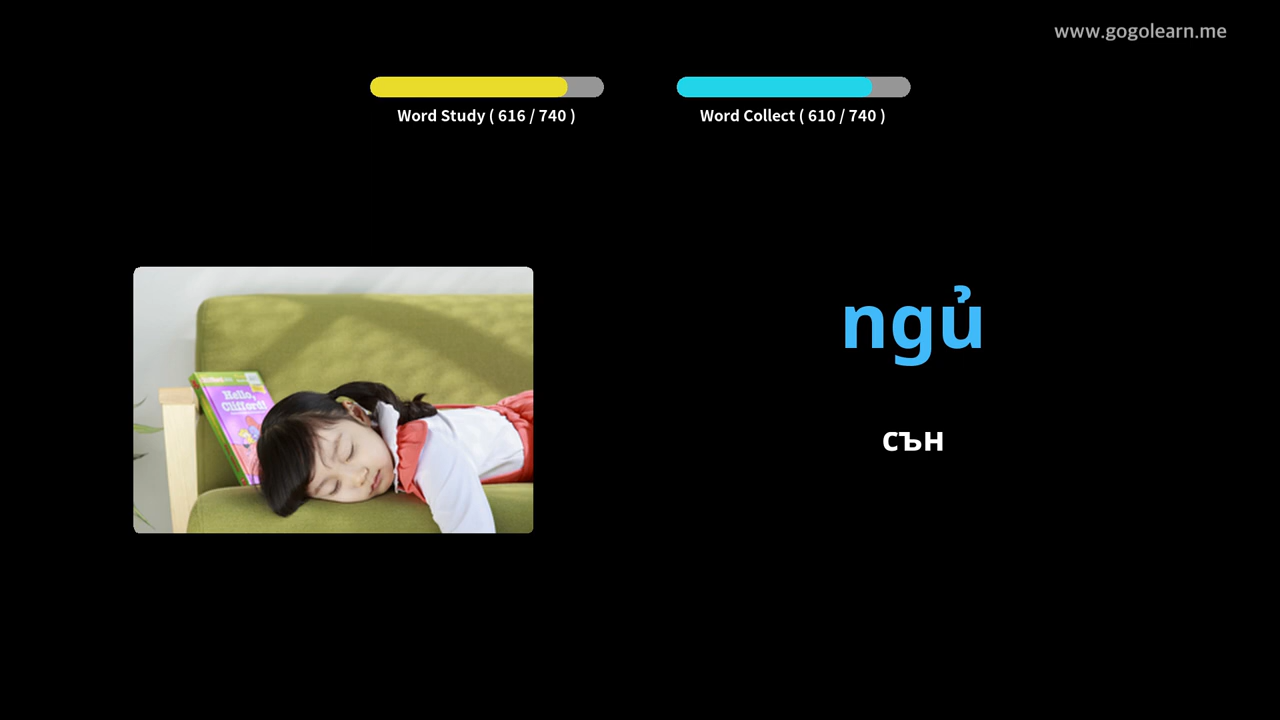 www.gogolearn.me
Word Study ( 616 / 740 )
Word Collect ( 610 / 740 )
Hello,
Clifford!
ngủ
сън